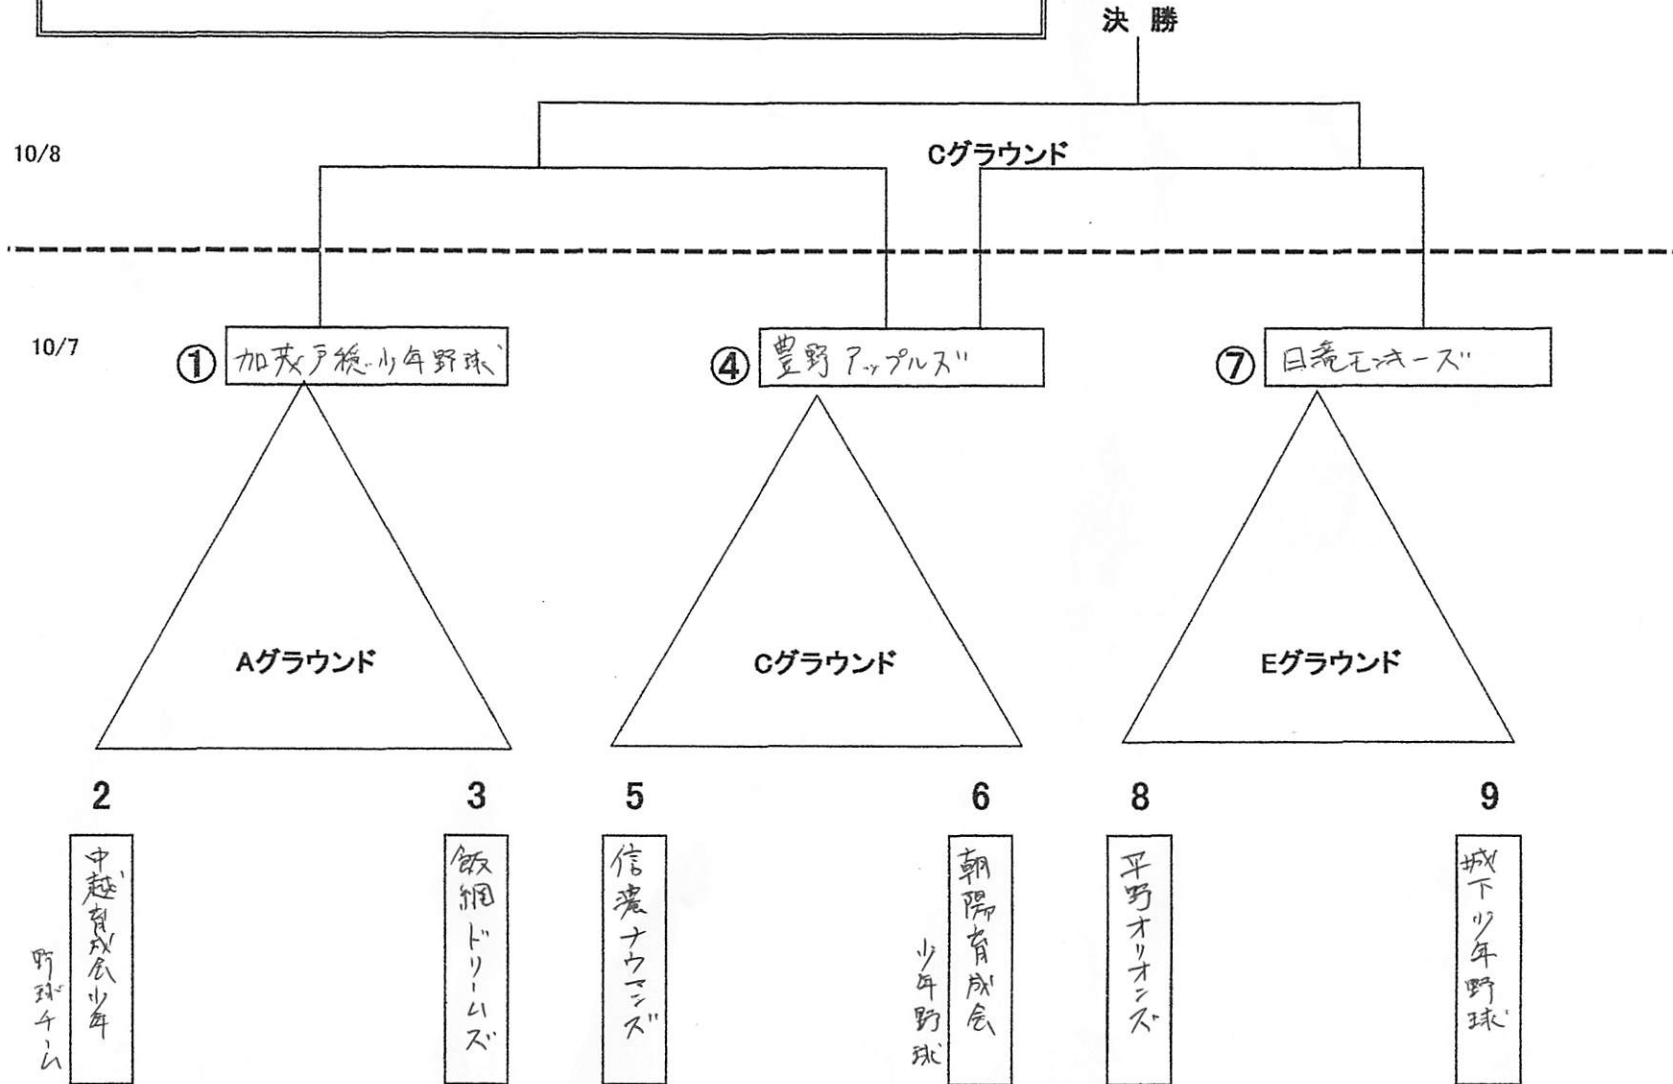 決 勝
10/8
Cグラウンド
10/7
① 加茂戸穏少年野球
④ 豊野アップルズ
⑦ 日滝モンキーズ
Aグラウンド
Cグラウンド
Eグラウンド
2
3
5
6
8
9
中越育成会少年
野球チーム
飯綱ドリームズ
信濃ナウマンズ
朝陽育成会
少年野球
平野オリオンズ
城下少年野球